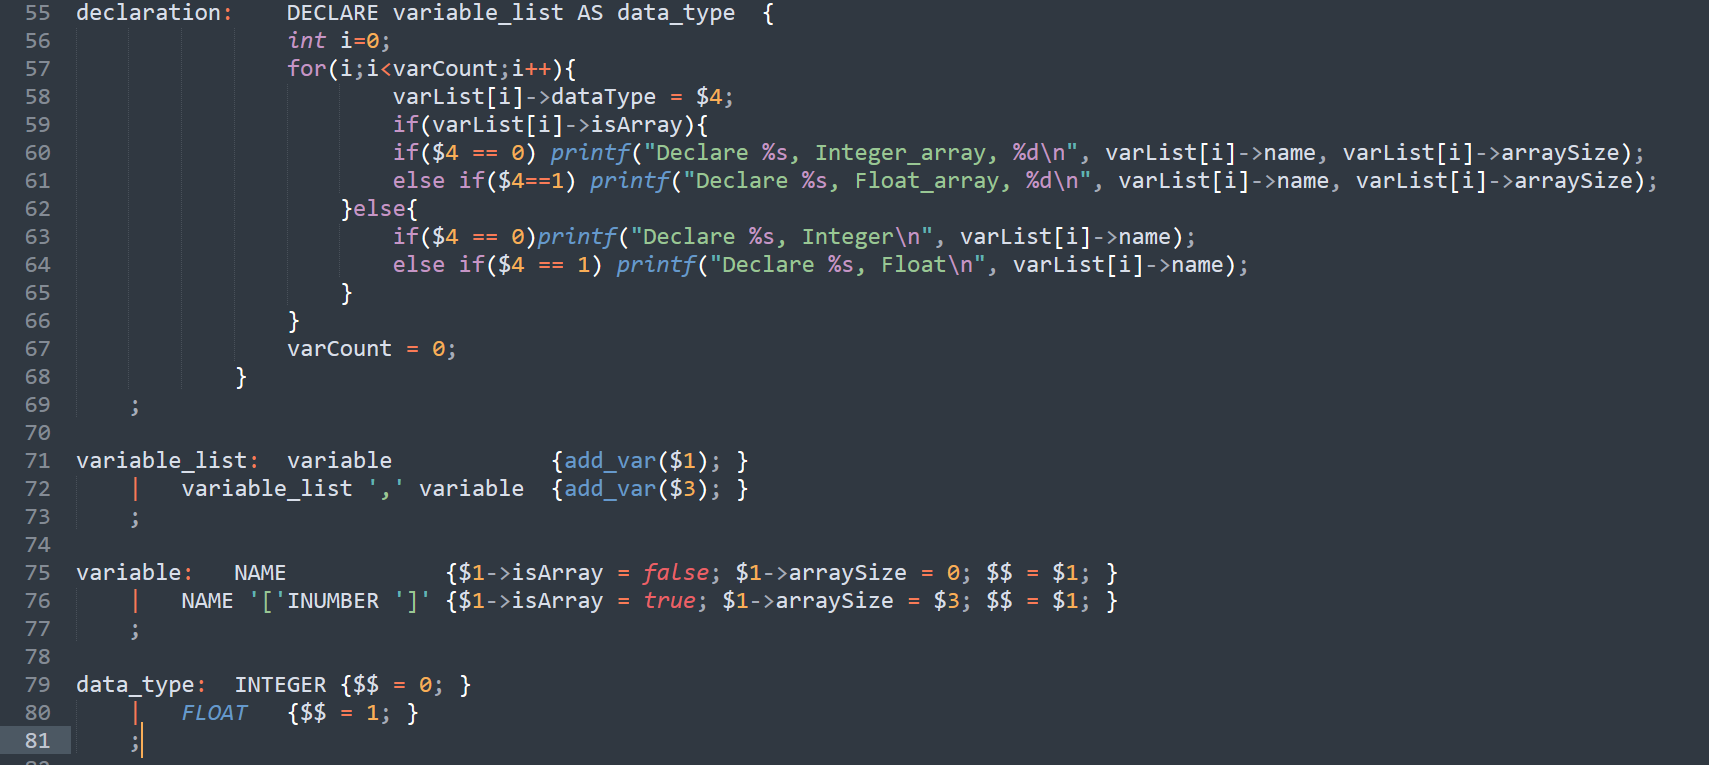 55 declaration: DECLARE variable_list AS data_type {
56 int i=0;
57 for(i;i<varCount;i++){
58 varList[i]->dataType = $4;
59 if(varList[i]->isArray){
60 if($4 == 0) printf("Declare %s, Integer_array, %d\n", varList[i]->name, varList[i]->arraySize);
61 else if($4==1) printf("Declare %s, Float_array, %d\n", varList[i]->name, varList[i]->arraySize);
62 }else{
63 if($4 == 0)printf("Declare %s, Integer\n", varList[i]->name);
64 else if($4 == 1) printf("Declare %s, Float\n", varList[i]->name);
65 }
66 }
67 varCount = 0;
68 }
69 ;
70
71 variable_list: variable {add_var($1); }
72 | variable_list ',' variable {add_var($3); }
73 ;
74
75 variable: NAME {$1->isArray = false; $1->arraySize = 0; $$ = $1; }
76 | NAME '['INUMBER ']' {$1->isArray = true; $1->arraySize = $3; $$ = $1; }
77 ;
78
79 data_type: INTEGER {$$ = 0; }
80 | FLOAT {$$ = 1; }
81 ;